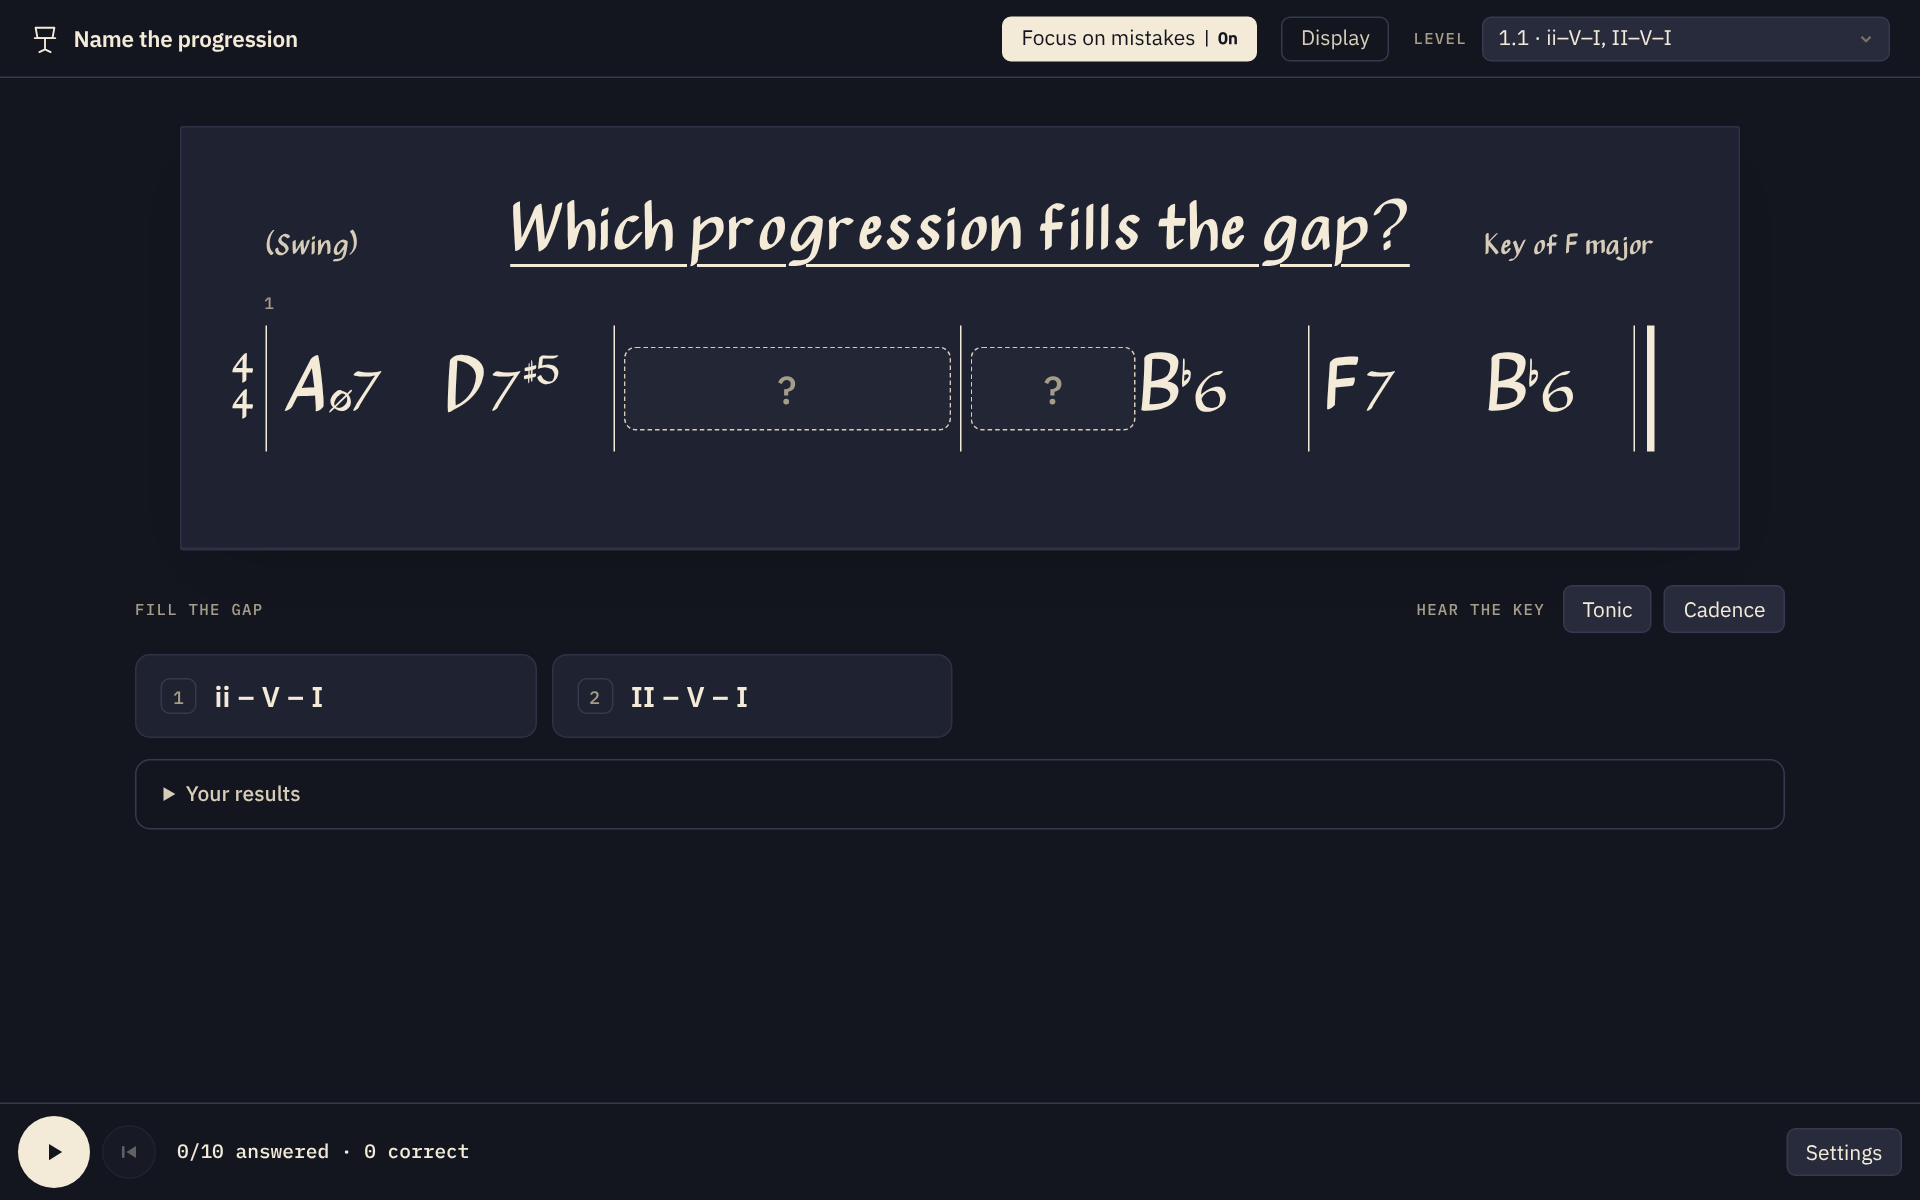 Name the progression
Focus on mistakes | On
Display
LEVEL
1.1 · ii–V–I, II–V–I
(Swing)
Which progression fills the gap?
Key of F major
1
4
4
Aø7 D7♯5 ? ? B♭6 F7 B♭6
FILL THE GAP
HEAR THE KEY
Tonic
Cadence
1 ii – V – I
2 II – V – I
Your results
0/10 answered · 0 correct
Settings